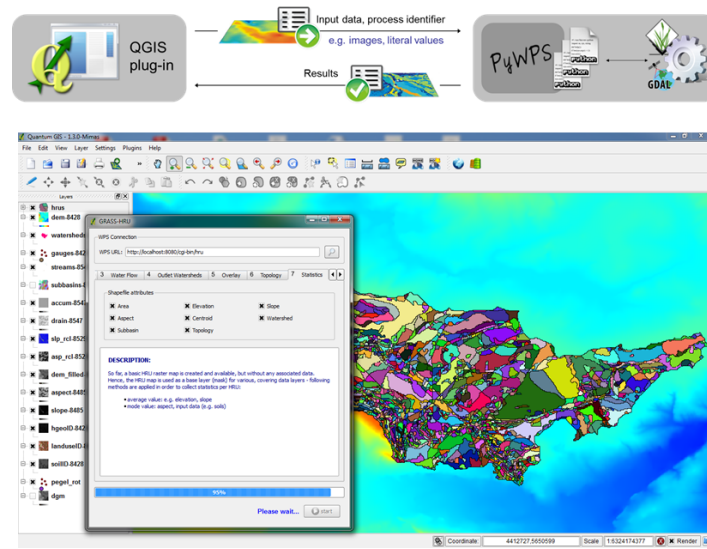 QGIS
plug-in
Input data, process identifier
e.g. images, literal values
Results
PyWPS
python
python
python
GDAL
Quantum GIS - 1.3.0-Mimas
File Edit View Layer Settings Plugins Help
Layers
hrus
dem-8428
gauges-842
streams-854
subbasins-8
accum-8547
drain-8547
slp_rcl-852
asp_rcl-852
dem_filled-
aspect-8485
slope-8485
hgeoID-842
landuseID-8
soilID-8428
pegel_rot
dgm
GRASS-HRU
WPS Connection
WPS URL: http://localhost:8080/cgi-bin/hru
3 Water Flow 4 Outlet Watersheds 5 Overlay 6 Topology 7 Statistics
Shapefile attributes
Area Elevation Slope
Aspect Centroid Watershed
Subbasin Topology
DESCRIPTION:
So far, a basic HRU raster map is created and available, but without any associated data.
Hence, the HRU map is used as a base layer (mask) for various, covering data layers - following
methods are applied in order to collect statistics per HRU:
• average value: e.g. elevation, slope
• mode value: aspect, input data (e.g. soils)
95%
Please wait... start
Coordinate: 4412727,5650599 Scale 1:6324174377 Render